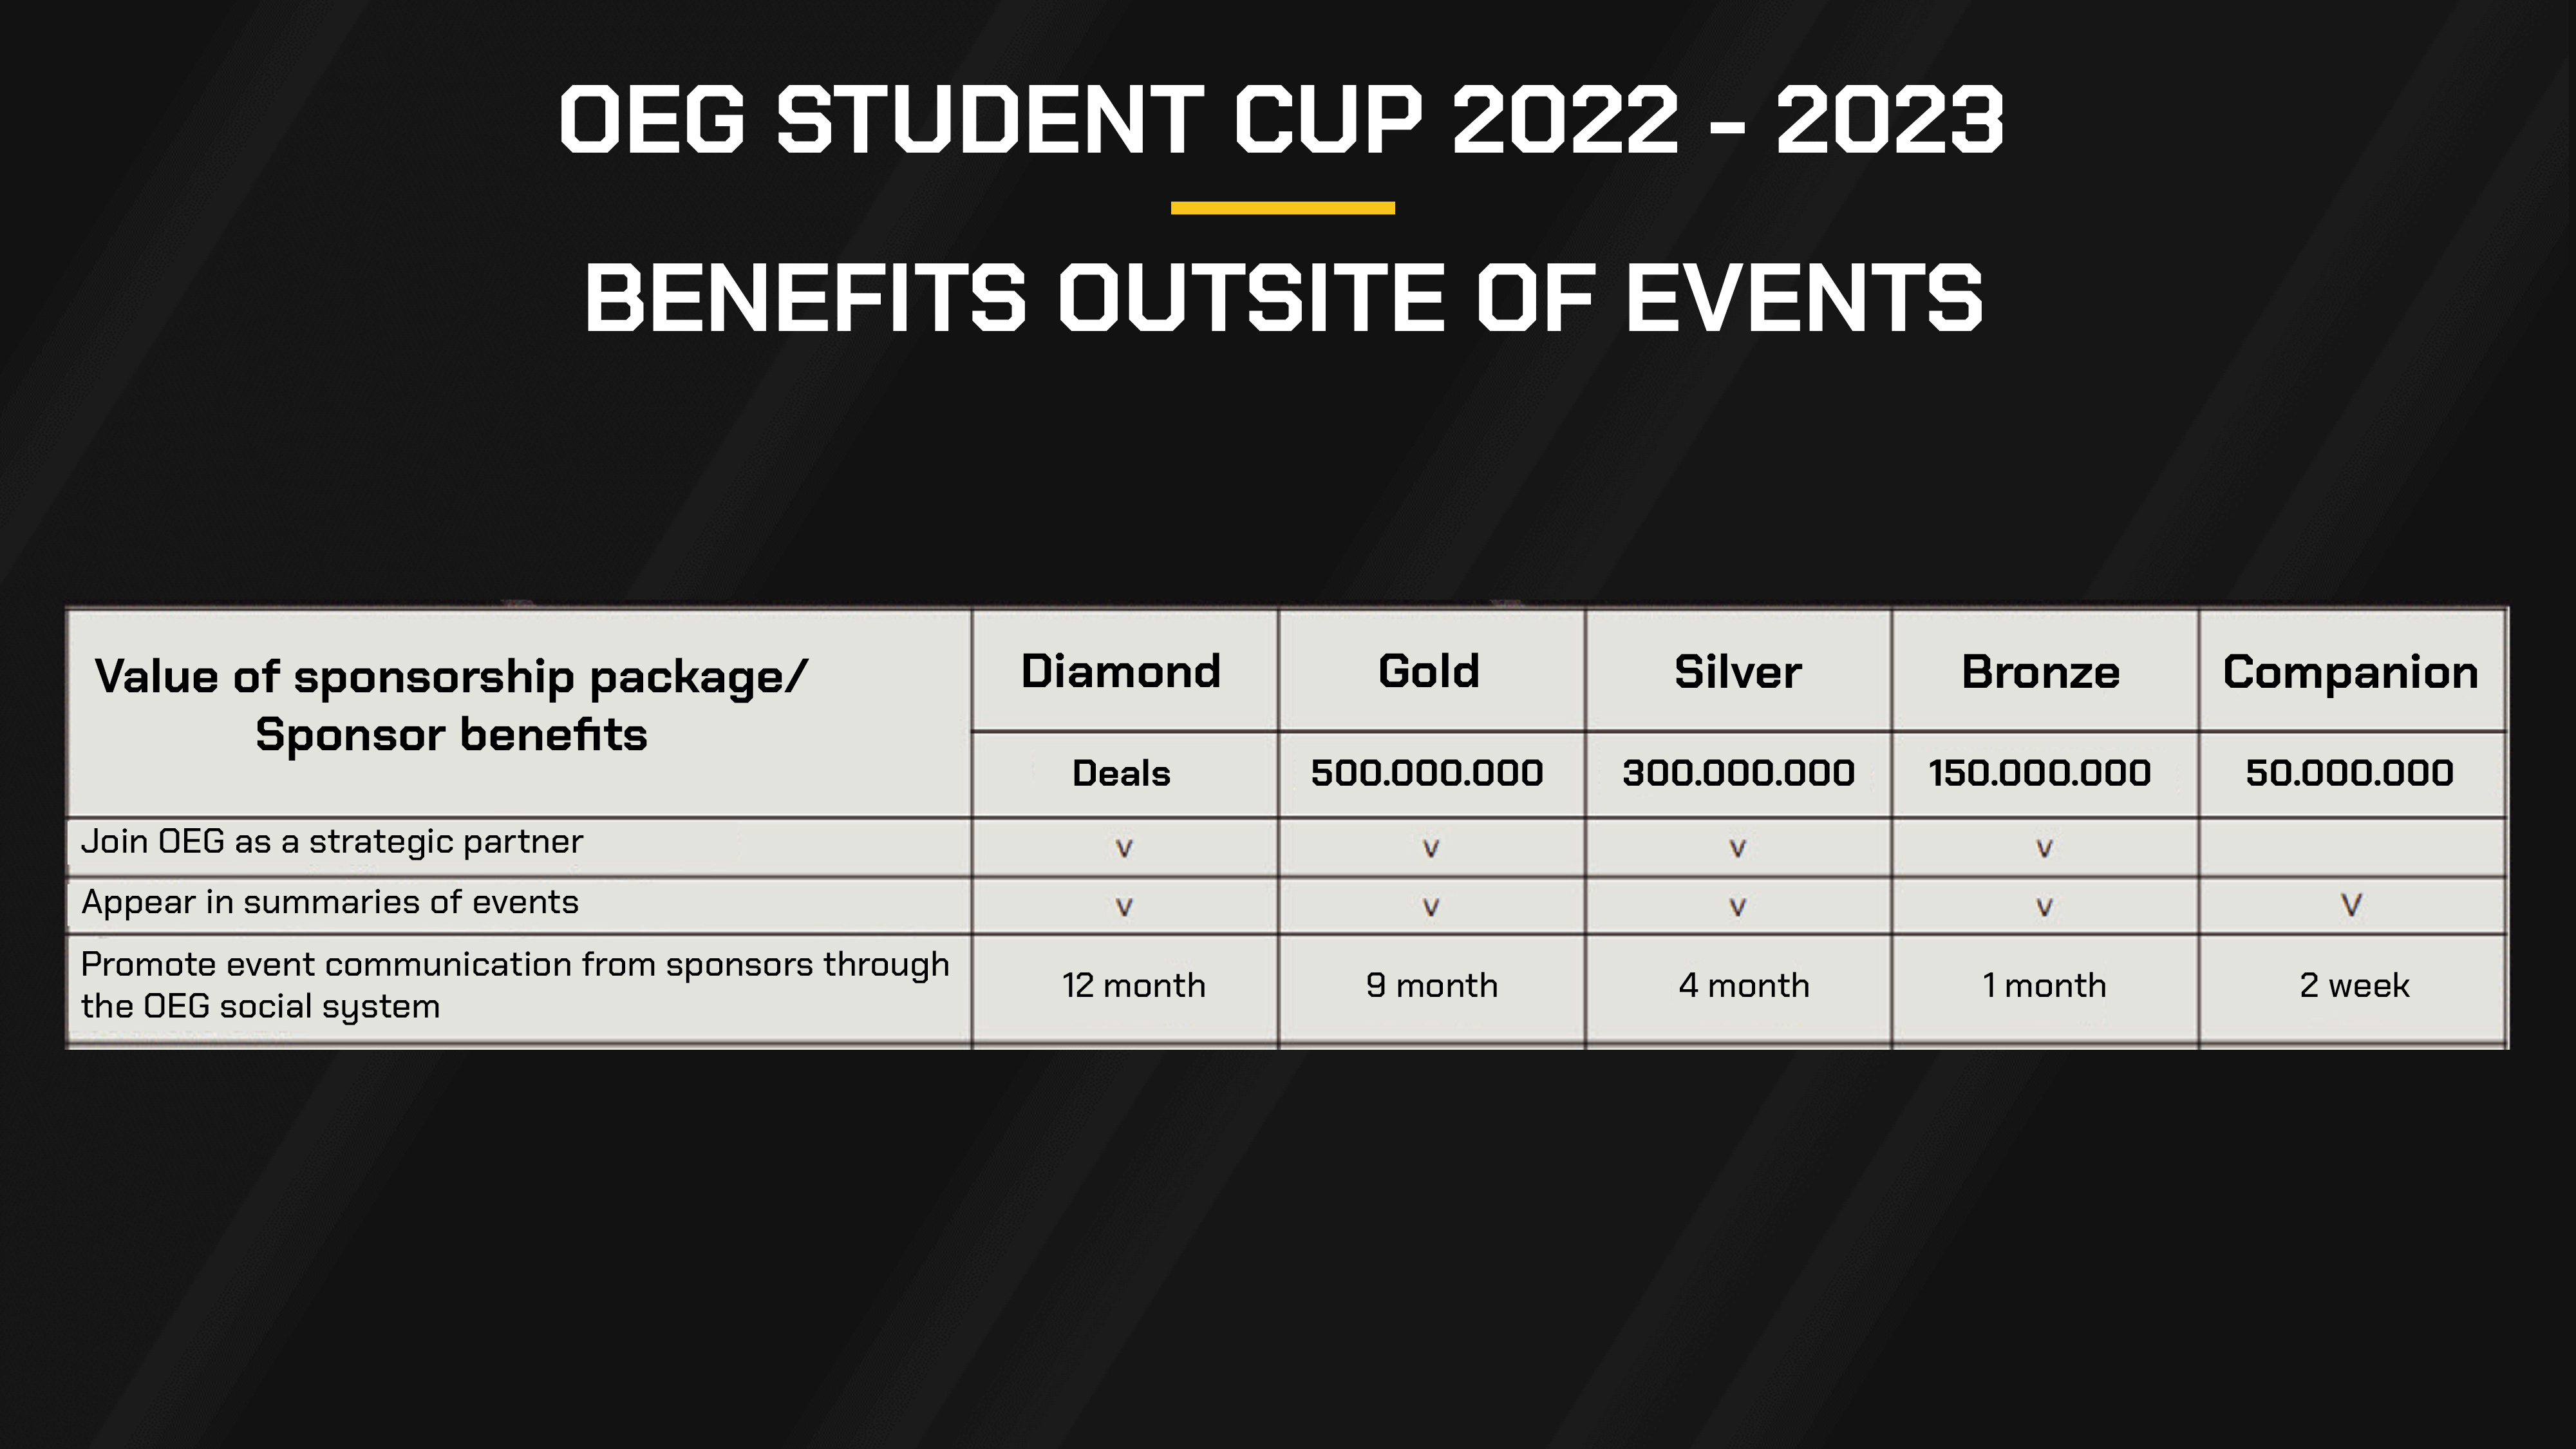 OEG STUDENT CUP 2022 - 2023
BENEFITS OUTSITE OF EVENTS
Value of sponsorship package/
Sponsor benefits
Diamond Gold Silver Bronze Companion
Deals 500.000.000 300.000.000 150.000.000 50.000.000
Join OEG as a strategic partner v v v v
Appear in summaries of events v v v v V
Promote event communication from sponsors through
the OEG social system
12 month 9 month 4 month 1 month 2 week